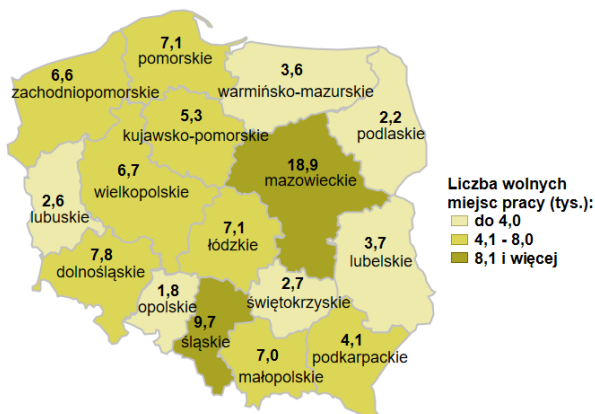 7,1
pomorskie
6,6
zachodniopomorskie
3,6
warmińsko-mazurskie
2,2
podlaskie
5,3
kujawsko-pomorskie
18,9
mazowieckie
6,7
wielkopolskie
2,6
lubuskie
7,1
łódzkie
3,7
lubelskie
7,8
dolnośląskie
1,8
opolskie
9,7
śląskie
2,7
świętokrzyskie
7,0
małopolskie
4,1
podkarpackie
Liczba wolnych
miejsc pracy (tys.):
do 4,0
4,1 - 8,0
8,1 i więcej